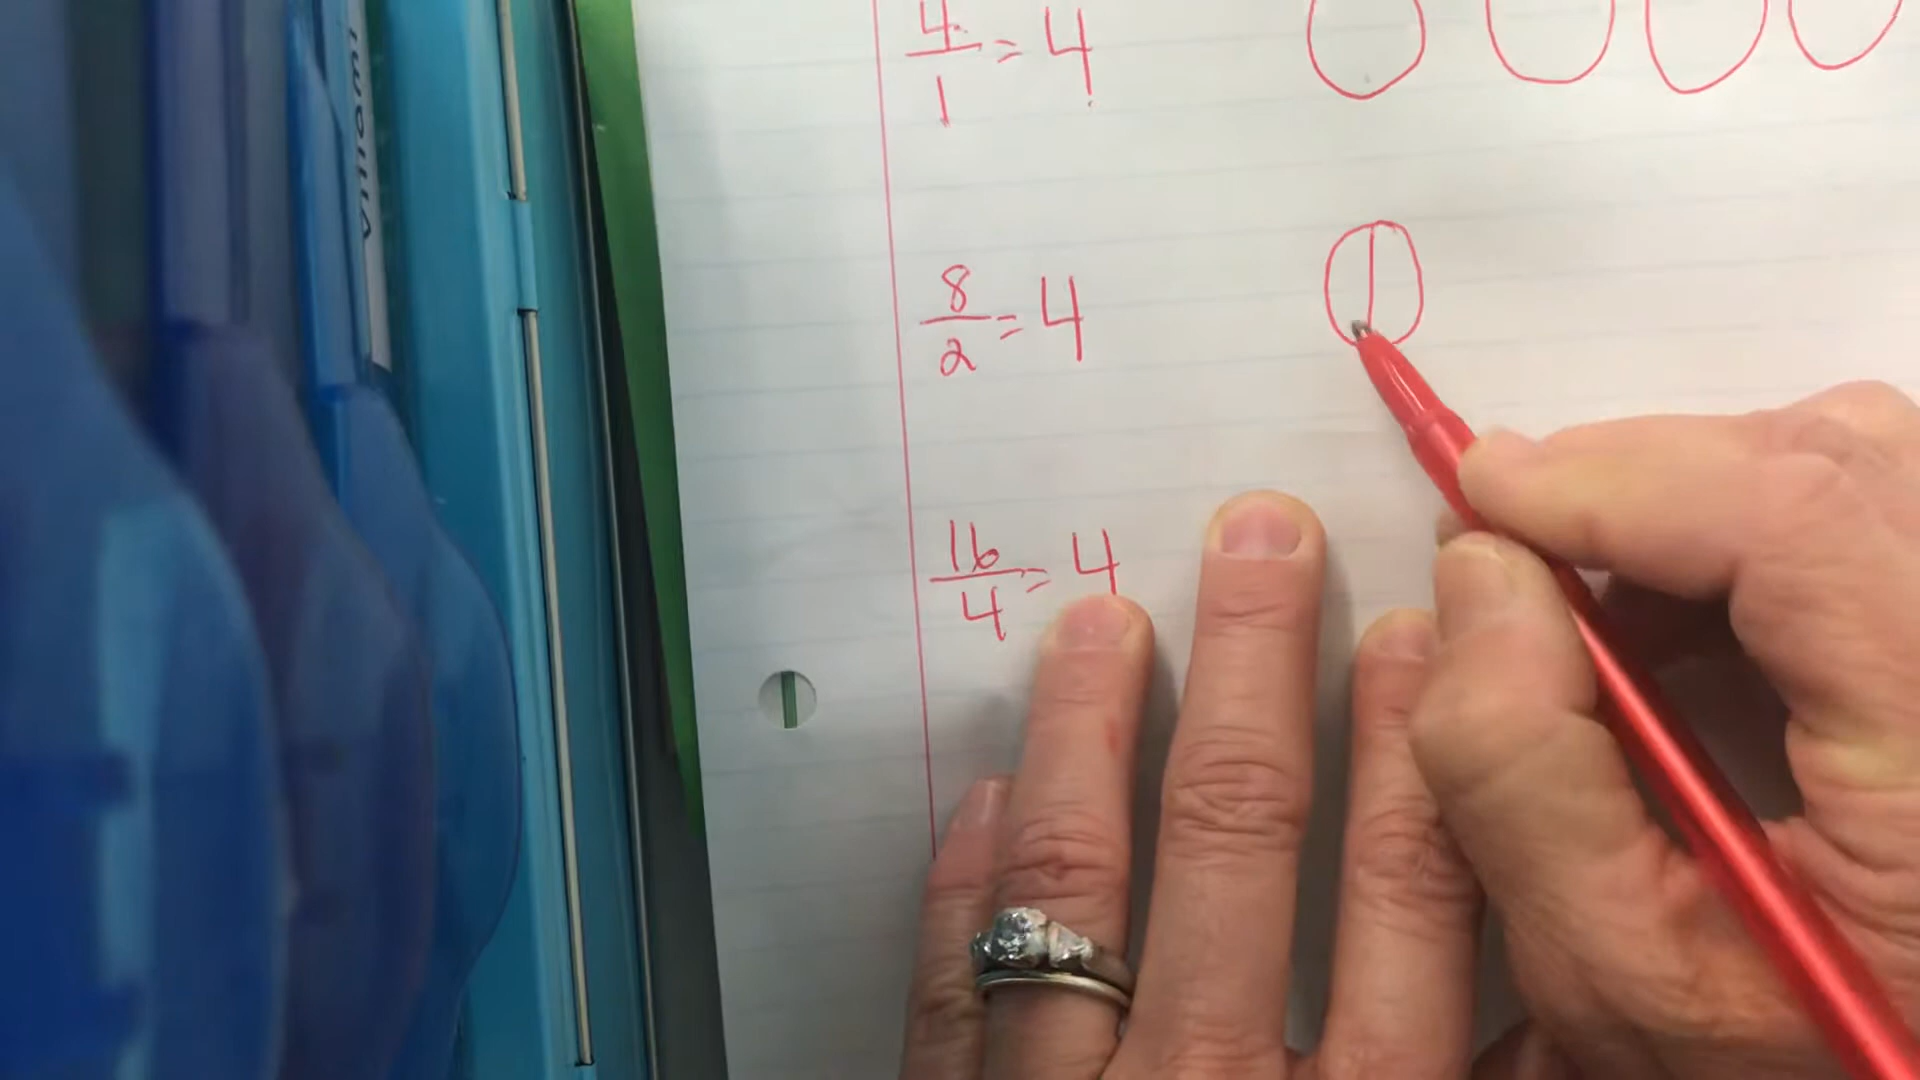 4/1 = 4
8/2 = 4
16/4 = 4